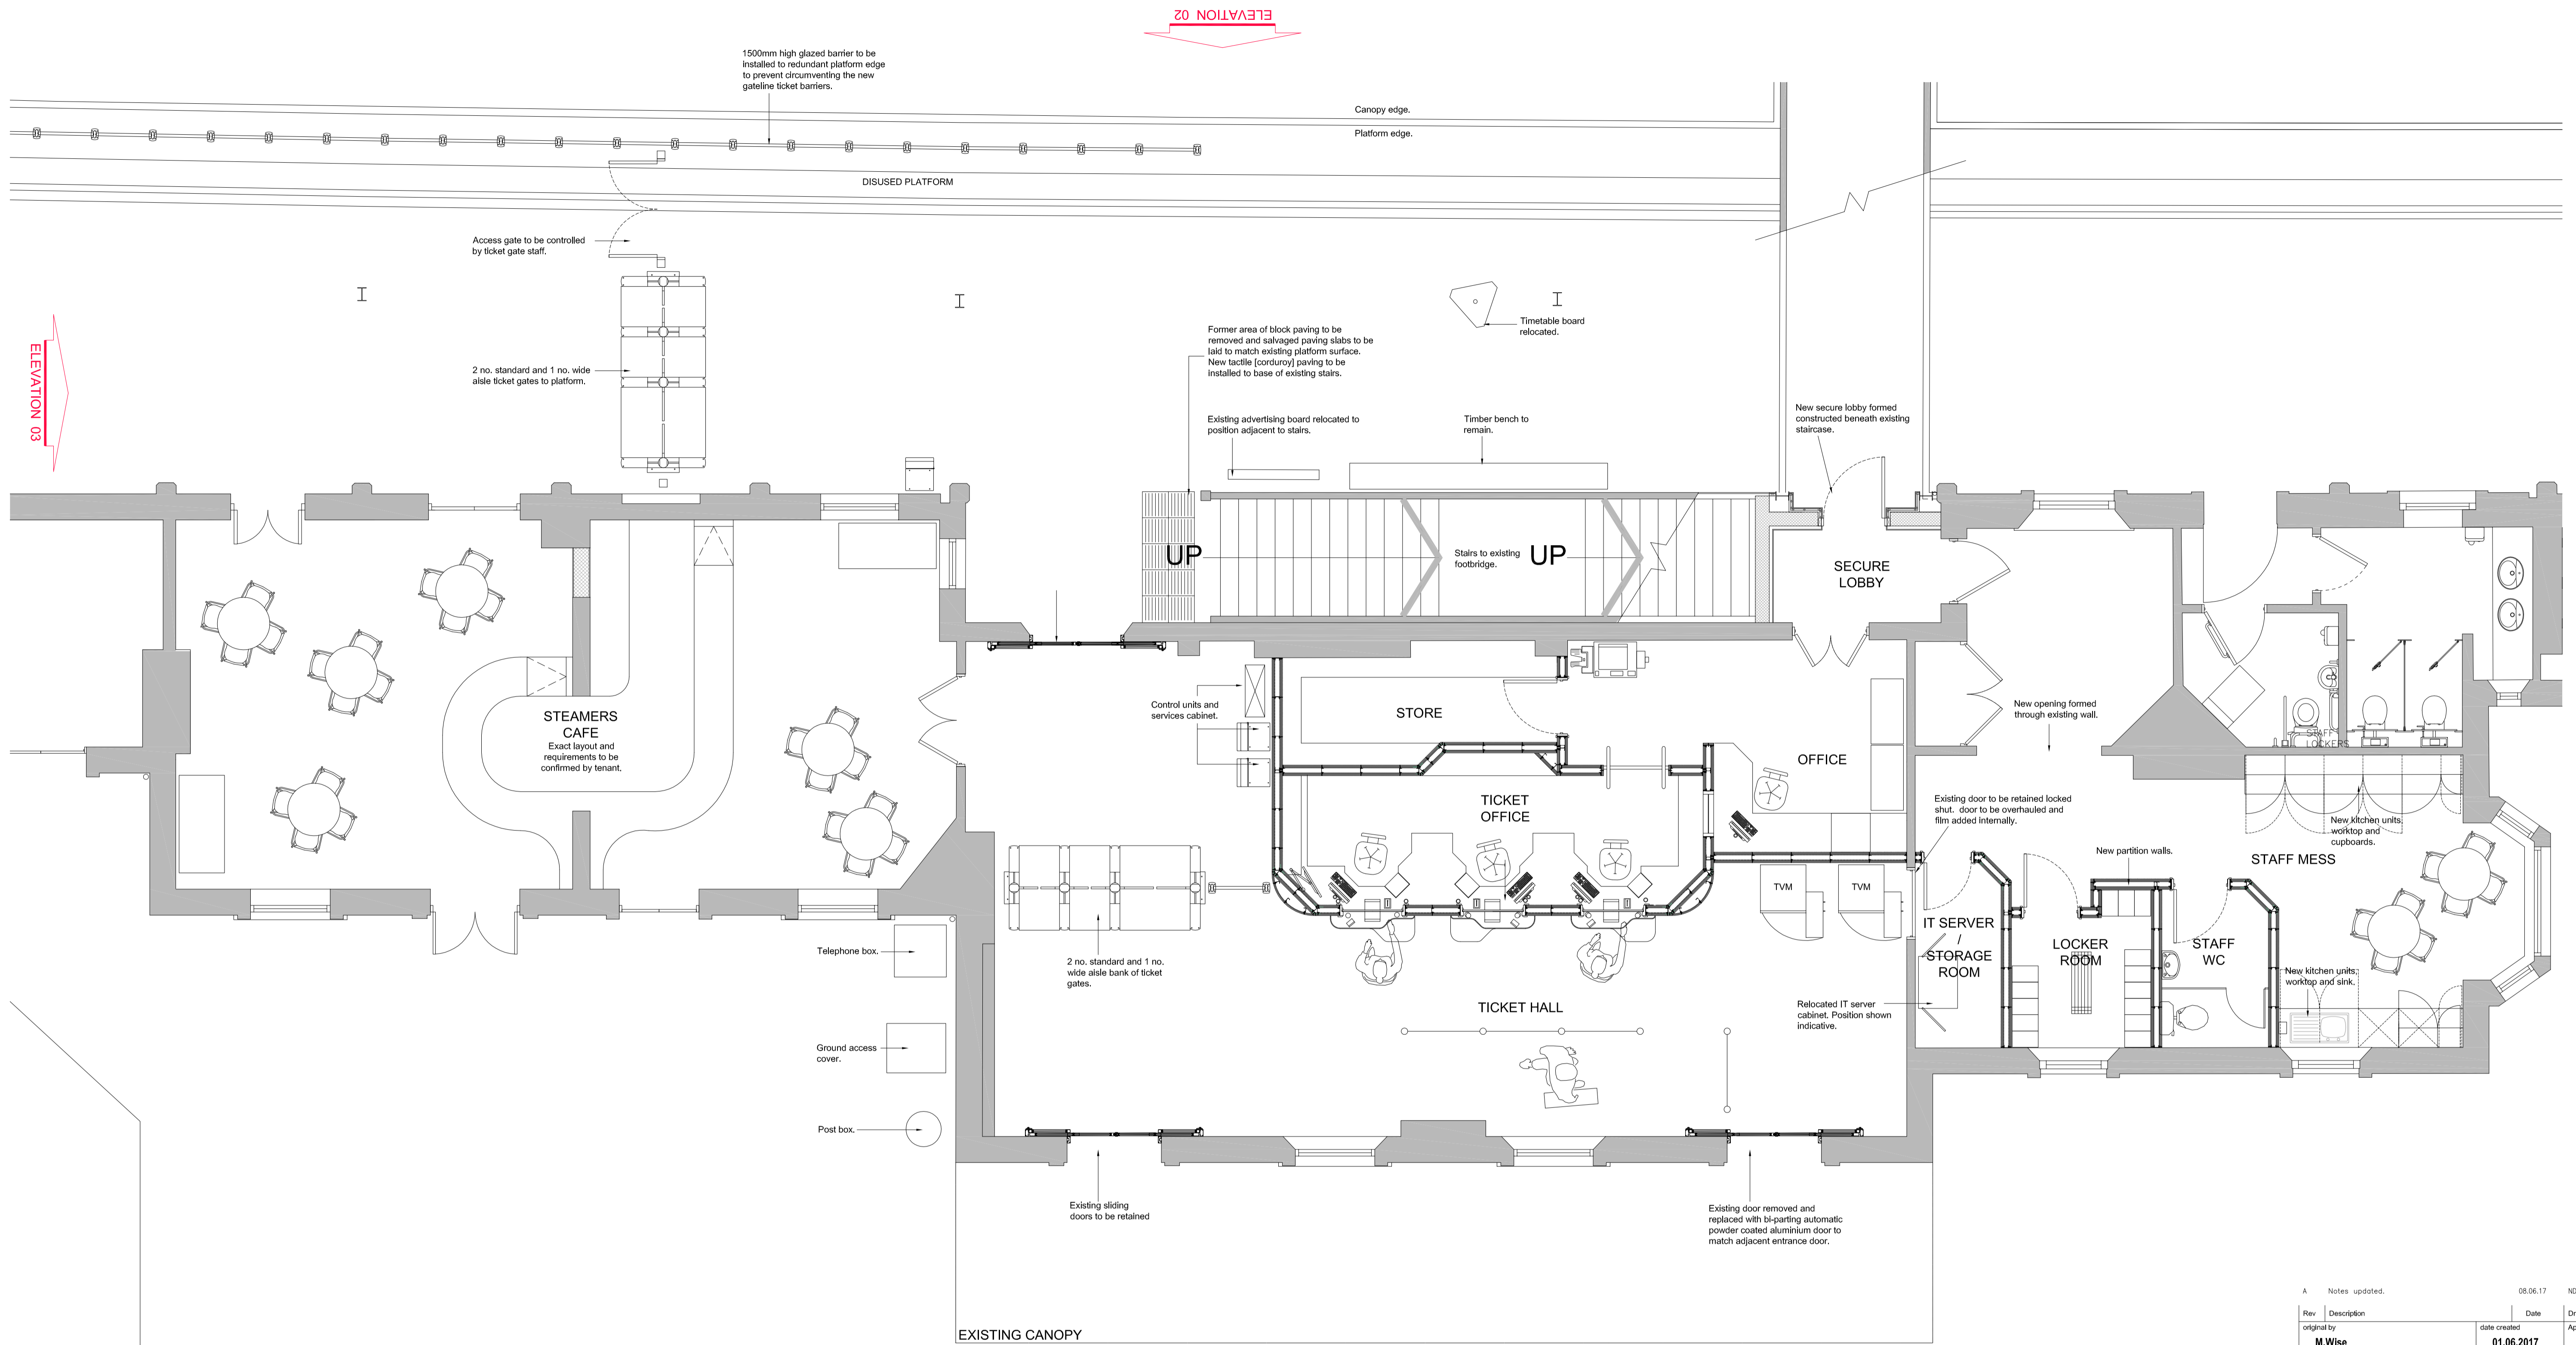 ELEVATION 02
1500mm high glazed barrier to be
installed to redundant platform edge
to prevent circumventing the new
gateline ticket barriers.
Canopy edge.
Platform edge.
DISUSED PLATFORM
Access gate to be controlled
by ticket gate staff.
ELEVATION 03
2 no. standard and 1 no. wide
aisle ticket gates to platform.
Timetable board
relocated.
Former area of block paving to be
removed and salvaged paving slabs to be
laid to match existing platform surface.
New tactile [corduroy] paving to be
installed to base of existing stairs.
Existing advertising board relocated to
position adjacent to stairs.
Timber bench to
remain.
New secure lobby formed
constructed beneath existing
staircase.
UP
Stairs to existing
footbridge.
UP
SECURE
LOBBY
STEAMERS
CAFE
Exact layout and
requirements to be
confirmed by tenant.
Control units and
services cabinet.
STORE
OFFICE
New opening formed
through existing wall.
STAFF
LOCKERS
TICKET
OFFICE
Existing door to be retained locked
shut. door to be overhauled and
film added internally.
New kitchen units,
worktop and
cupboards.
New partition walls.
STAFF MESS
TVM
TVM
IT SERVER
/
STORAGE
ROOM
LOCKER
ROOM
STAFF
WC
New kitchen units,
worktop and sink.
Telephone box.
2 no. standard and 1 no.
wide aisle bank of ticket
gates.
TICKET HALL
Relocated IT server
cabinet. Position shown
indicative.
Ground access
cover.
Post box.
Existing sliding
doors to be retained
Existing door removed and
replaced with bi-parting automatic
powder coated aluminium door to
match adjacent entrance door.
EXISTING CANOPY
A Notes updated. 08.06.17 ND
Rev Description Date Dr
original by date created Ap
M.Wise 01.06.2017